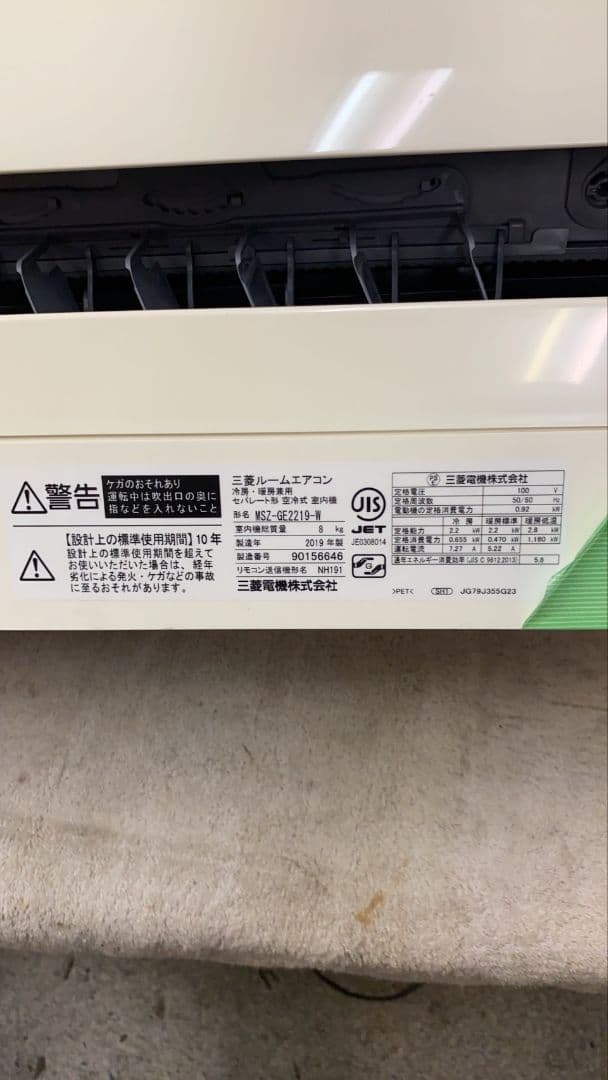 警告
ケガのおそれあり
運転中は吹出口の奥に
指などを入れないこと
【設計上の標準使用期間】10年
設計上の標準使用期間を超えて
お使いいただいた場合は、経年
劣化による発火・ケガなどの事故
に至るおそれがあります。
三菱ルームエアコン
冷房・暖房兼用
セパレート形 空冷式 室内機
形名 MSZ-GE2219-W
室内機総質量 8 kg
製造年 2019 年製
製造番号 90156646
リモコン送信機形名 NH191
三菱電機株式会社
JIS
JET
JE0308014
G
PS E 三菱電機株式会社
定格電圧 100 V
定格周波数 50/60 Hz
電動機の定格消費電力 0.92 kW
冷房 暖房標準 暖房低温
定格能力 2.2 kW 2.2 kW 2.8 kW
定格消費電力 0.655 kW 0.470 kW 1.180 kW
運転電流 7.27 A 5.22 A
通年エネルギー消費効率(JIS C 9612:2013) 5.8
>PET< SH1 JG79J355G23